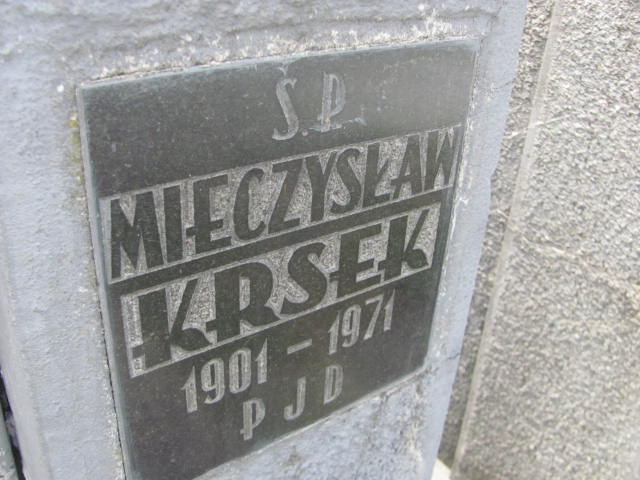 Ś.P.
MIECZYSŁAW
KRSEK
1901 - 1971
PJD